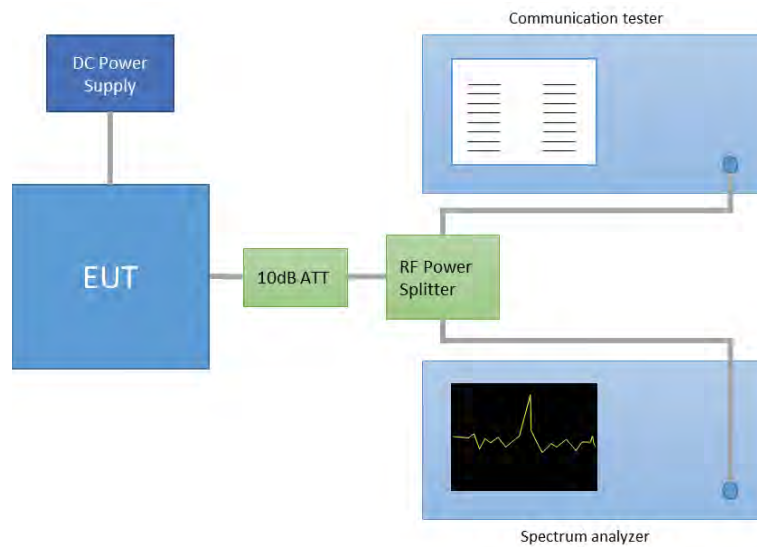 Communication tester
DC Power
Supply
EUT
10dB ATT
RF Power
Splitter
Spectrum analyzer